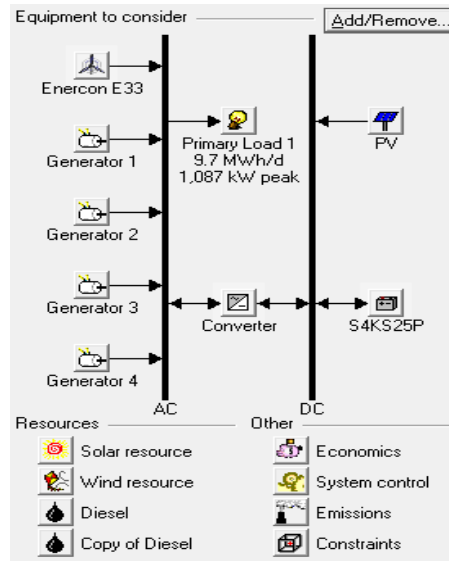 Equipment to consider
Add/Remove...
Enercon E33
Generator 1
Primary Load 1
9.7 MWh/d
1,087 kW peak
PV
Generator 2
Generator 3
Converter
S4KS25P
Generator 4
AC
DC
Resources
Other
Solar resource
Economics
Wind resource
System control
Diesel
Emissions
Copy of Diesel
Constraints